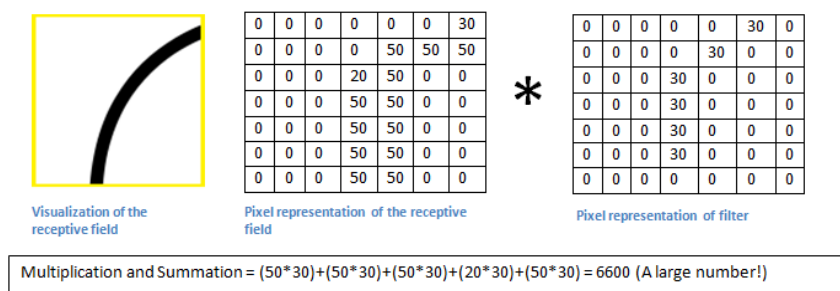 0 0 0 0 0 0 30
0 0 0 0 50 50 50
0 0 0 20 50 0 0
0 0 0 50 50 0 0
0 0 0 50 50 0 0
0 0 0 50 50 0 0
0 0 0 50 50 0 0
*
0 0 0 0 0 30 0
0 0 0 0 30 0 0
0 0 0 30 0 0 0
0 0 0 30 0 0 0
0 0 0 30 0 0 0
0 0 0 30 0 0 0
0 0 0 0 0 0 0
Visualization of the
receptive field
Pixel representation of the receptive
field
Pixel representation of filter
Multiplication and Summation = (50*30)+(50*30)+(50*30)+(20*30)+(50*30) = 6600 (A large number!)